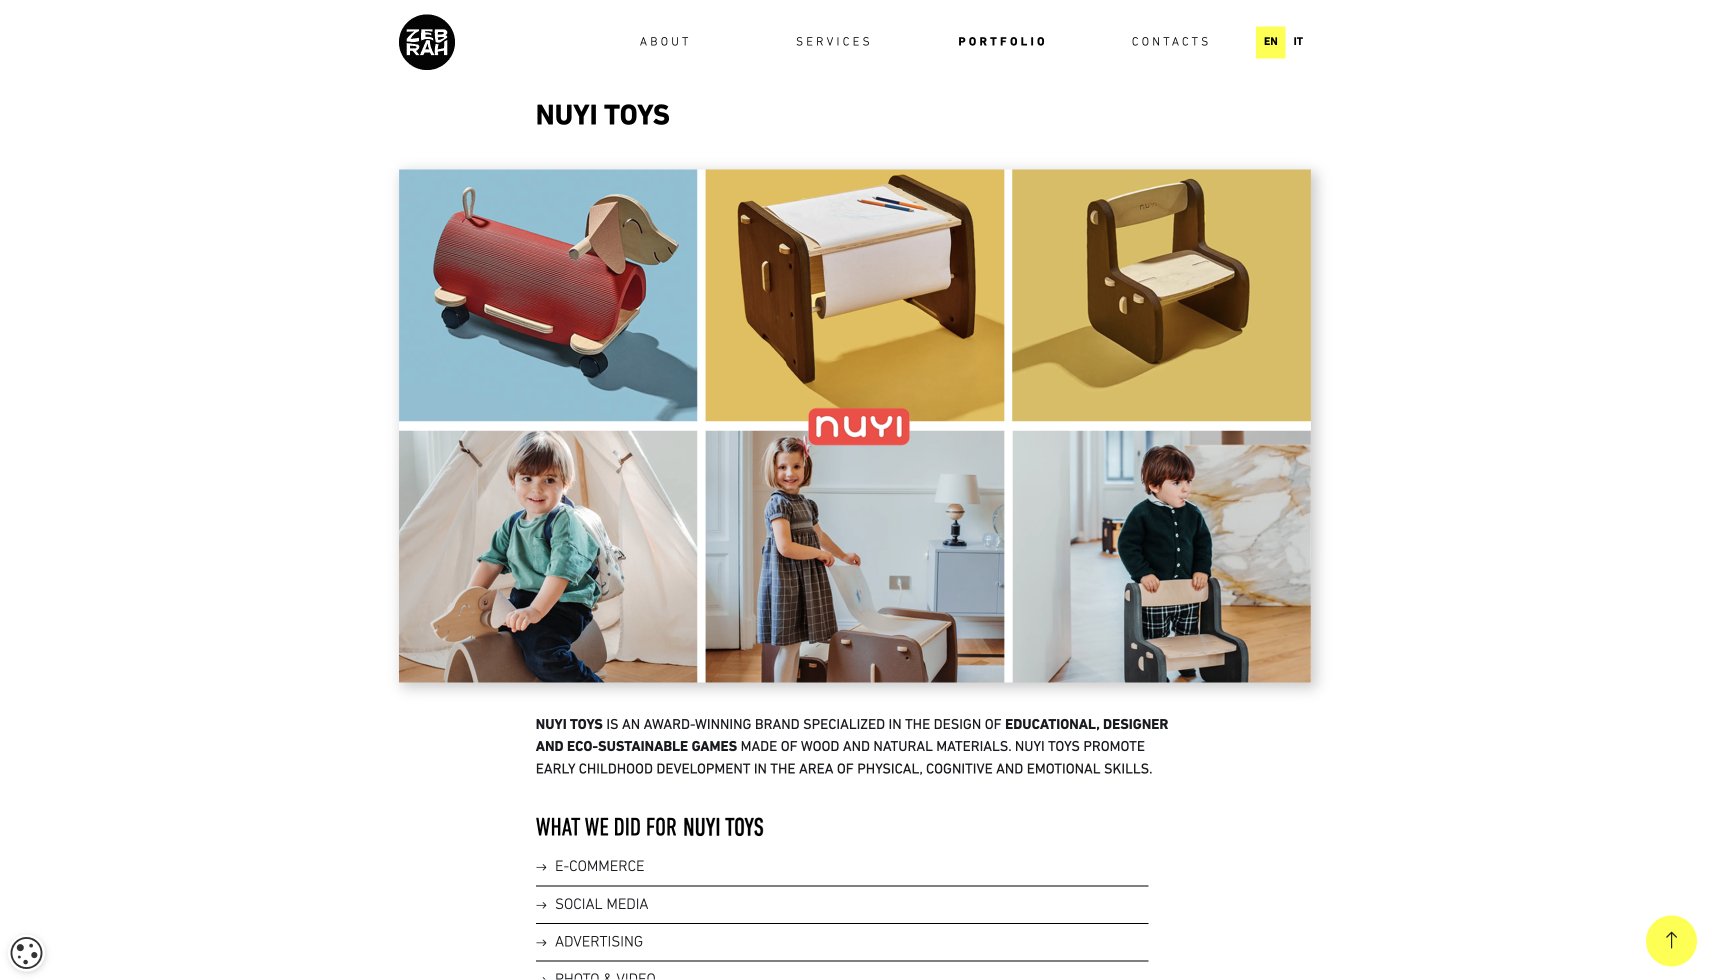 ZEB
RAH
ABOUT
SERVICES
PORTFOLIO
CONTACTS
EN
IT
NUYI TOYS
nuyi
nuyi
NUYI TOYS IS AN AWARD-WINNING BRAND SPECIALIZED IN THE DESIGN OF EDUCATIONAL, DESIGNER
AND ECO-SUSTAINABLE GAMES MADE OF WOOD AND NATURAL MATERIALS. NUYI TOYS PROMOTE
EARLY CHILDHOOD DEVELOPMENT IN THE AREA OF PHYSICAL, COGNITIVE AND EMOTIONAL SKILLS.
WHAT WE DID FOR NUYI TOYS
→ E-COMMERCE
→ SOCIAL MEDIA
→ ADVERTISING
→ PHOTO & VIDEO